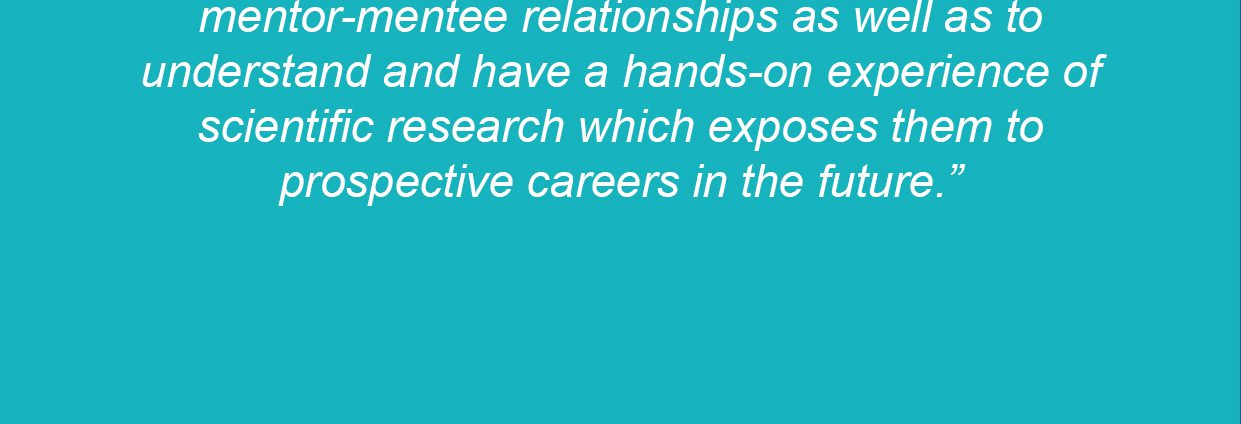 mentor-mentee relationships as well as to
understand and have a hands-on experience of
scientific research which exposes them to
prospective careers in the future.”